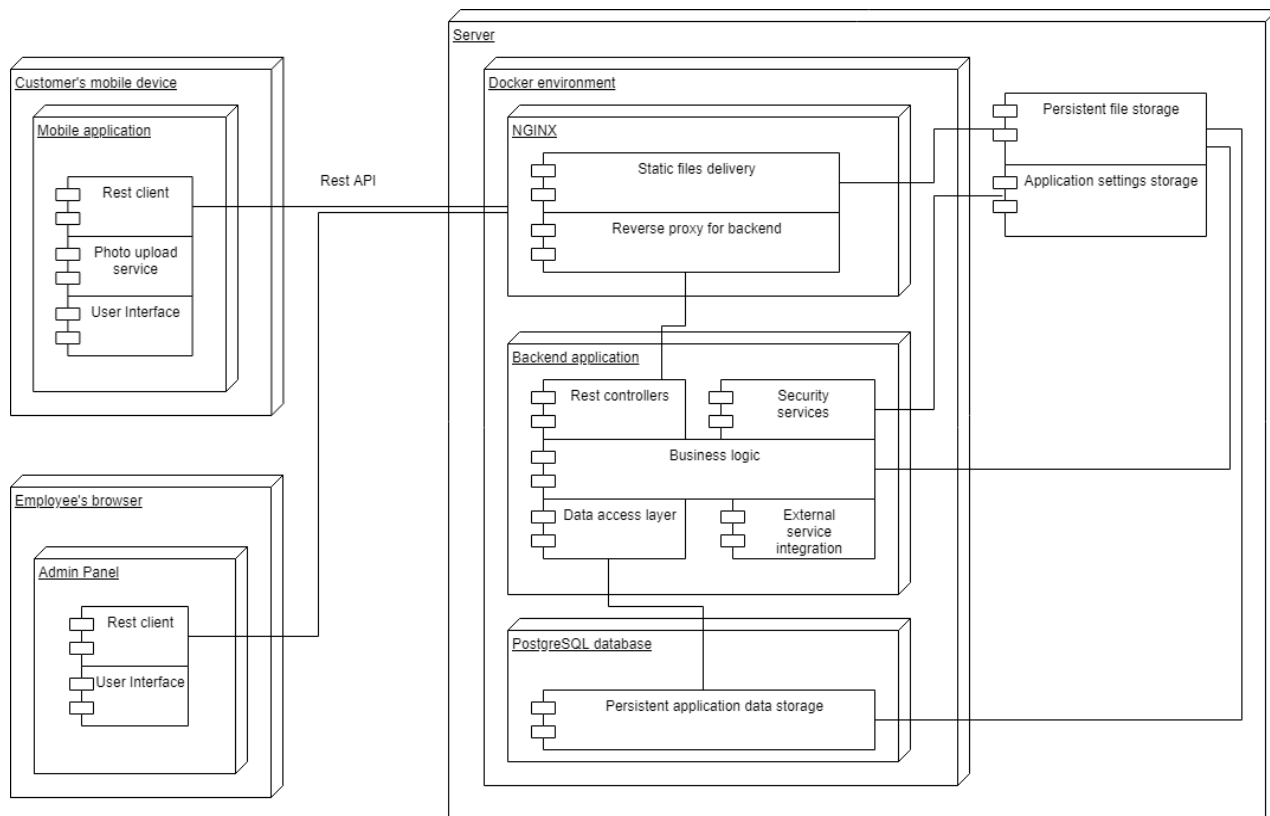 Server
Customer's mobile device
Mobile application
Rest client
Photo upload
service
User Interface
Rest API
Docker environment
NGINX
Static files delivery
Reverse proxy for backend
Persistent file storage
Application settings storage
Backend application
Rest controllers
Security
services
Business logic
Data access layer
External
service
integration
Employee's browser
Admin Panel
Rest client
User Interface
PostgreSQL database
Persistent application data storage